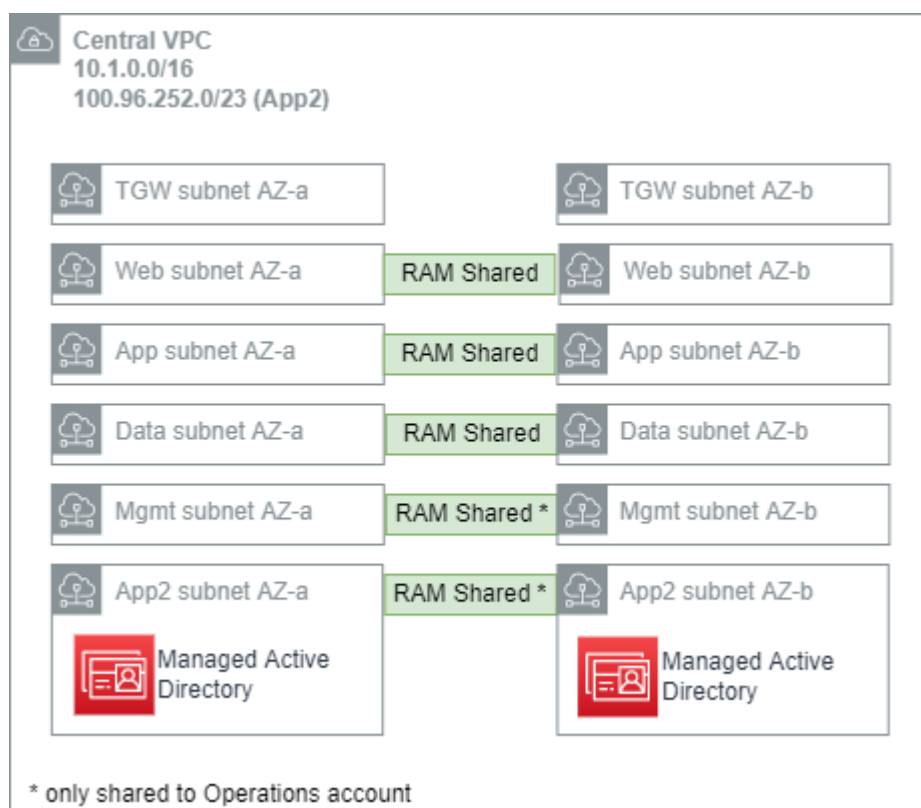 Central VPC
10.1.0.0/16
100.96.252.0/23 (App2)
TGW subnet AZ-a
TGW subnet AZ-b
Web subnet AZ-a
RAM Shared
Web subnet AZ-b
App subnet AZ-a
RAM Shared
App subnet AZ-b
Data subnet AZ-a
RAM Shared
Data subnet AZ-b
Mgmt subnet AZ-a
RAM Shared *
Mgmt subnet AZ-b
App2 subnet AZ-a
RAM Shared *
App2 subnet AZ-b
Managed Active
Directory
Managed Active
Directory
* only shared to Operations account